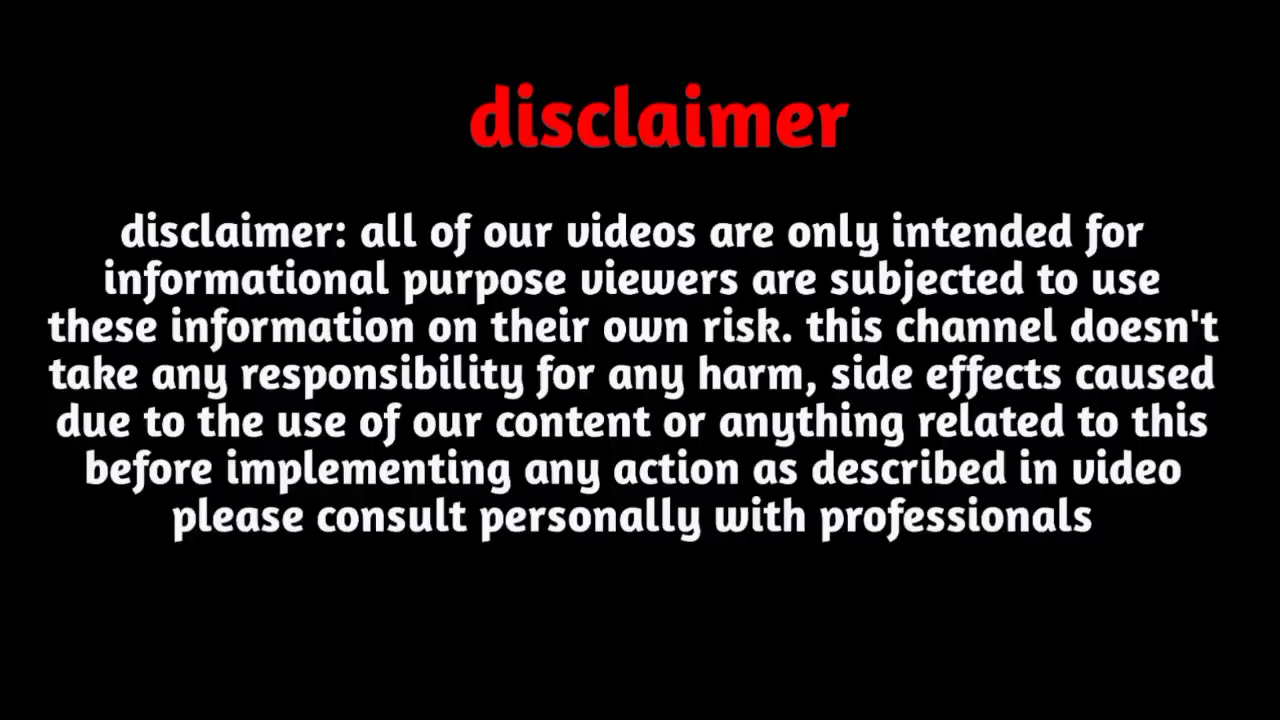 disclaimer
disclaimer: all of our videos are only intended for
informational purpose viewers are subjected to use
these information on their own risk. this channel doesn't
take any responsibility for any harm, side effects caused
due to the use of our content or anything related to this
before implementing any action as described in video
please consult personally with professionals